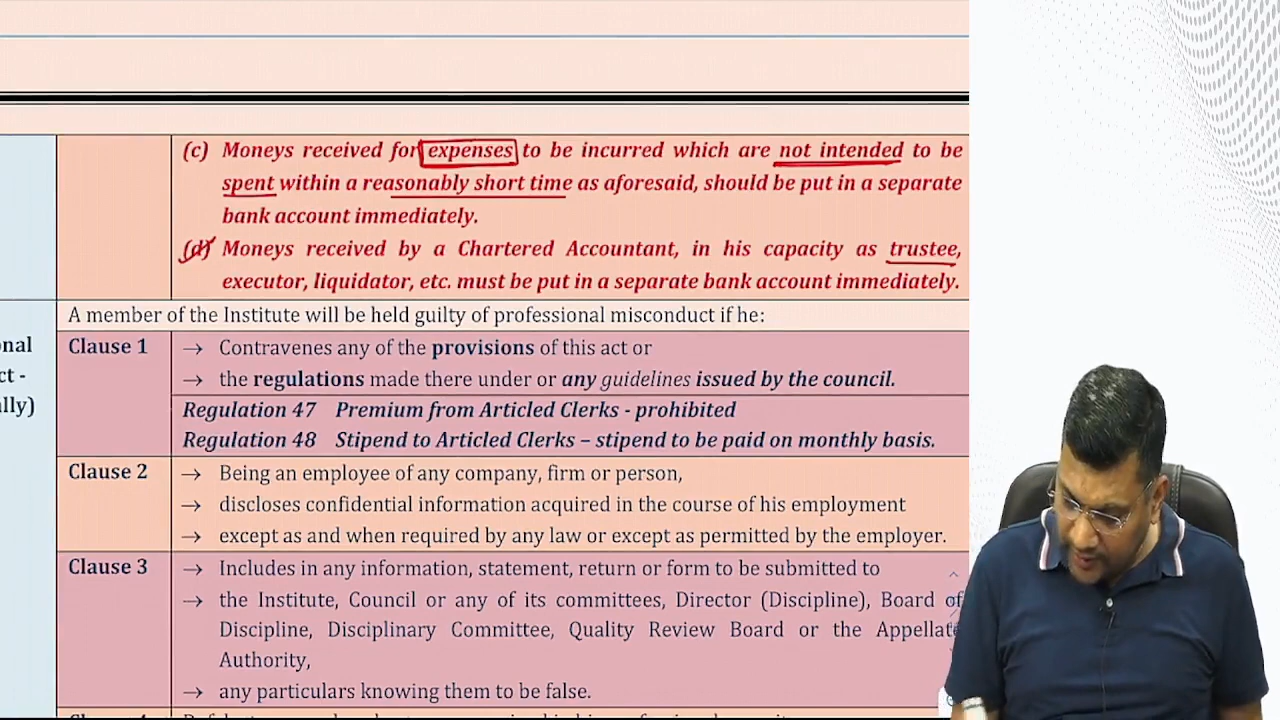 (c) Moneys received for expenses to be incurred which are not intended to be
spent within a reasonably short time as aforesaid, should be put in a separate
bank account immediately.
(d) Moneys received by a Chartered Accountant, in his capacity as trustee,
executor, liquidator, etc. must be put in a separate bank account immediately.
A member of the Institute will be held guilty of professional misconduct if he:
nal
ct -
lly)
Clause 1
→ Contravenes any of the provisions of this act or
→ the regulations made there under or any guidelines issued by the council.
Regulation 47 Premium from Articled Clerks - prohibited
Regulation 48 Stipend to Articled Clerks – stipend to be paid on monthly basis.
Clause 2
→ Being an employee of any company, firm or person,
→ discloses confidential information acquired in the course of his employment
→ except as and when required by any law or except as permitted by the employer.
Clause 3
→ Includes in any information, statement, return or form to be submitted to
→ the Institute, Council or any of its committees, Director (Discipline), Board of
Discipline, Disciplinary Committee, Quality Review Board or the Appellate
Authority,
→ any particulars knowing them to be false.